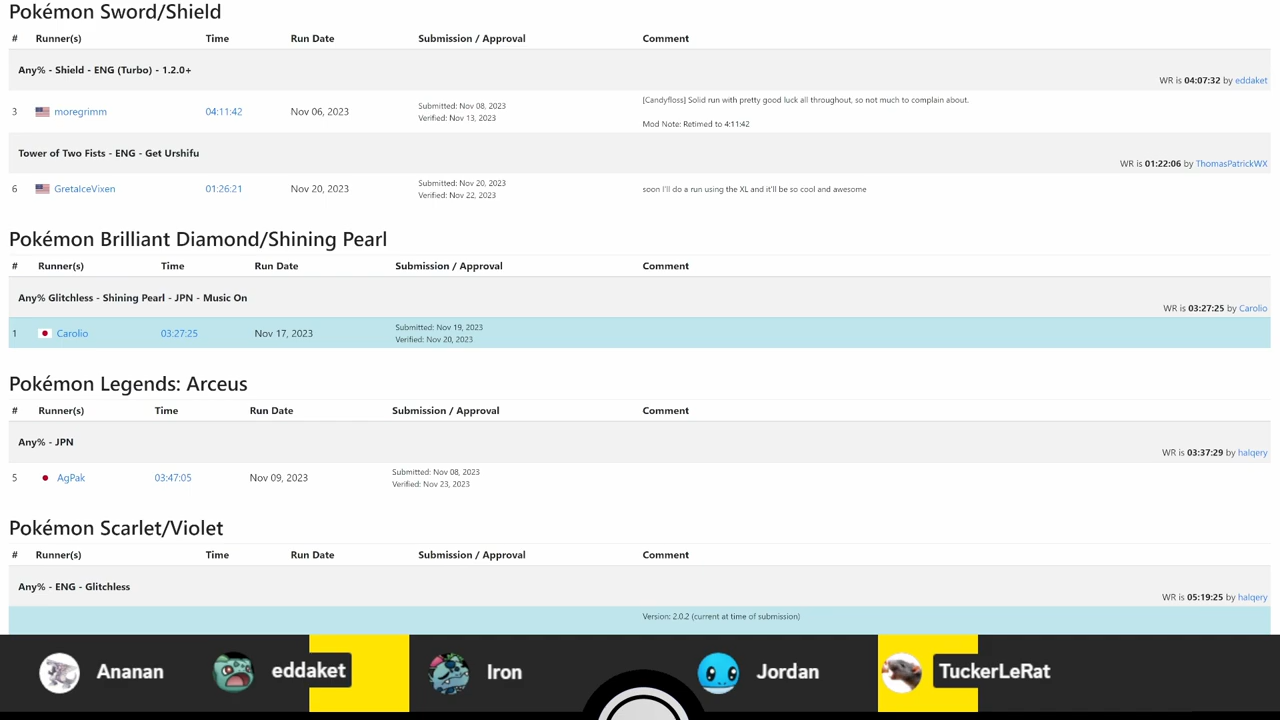 Pokémon Sword/Shield
# Runner(s) Time Run Date Submission / Approval Comment
Any% - Shield - ENG (Turbo) - 1.2.0+
WR is 04:07:32 by eddaket
3 moregrimm 04:11:42 Nov 06, 2023 Submitted: Nov 08, 2023 [Candyfloss] Solid run with pretty good luck all throughout, so not much to complain about.
Verified: Nov 13, 2023 Mod Note: Retimed to 4:11:42
Tower of Two Fists - ENG - Get Urshifu
WR is 01:22:06 by ThomasPatrickWX
6 GretaIceVixen 01:26:21 Nov 20, 2023 Submitted: Nov 20, 2023 soon I'll do a run using the XL and it'll be so cool and awesome
Verified: Nov 22, 2023
Pokémon Brilliant Diamond/Shining Pearl
# Runner(s) Time Run Date Submission / Approval Comment
Any% Glitchless - Shining Pearl - JPN - Music On
WR is 03:27:25 by Carolio
1 Carolio 03:27:25 Nov 17, 2023 Submitted: Nov 19, 2023
Verified: Nov 20, 2023
Pokémon Legends: Arceus
# Runner(s) Time Run Date Submission / Approval Comment
Any% - JPN
WR is 03:37:29 by halqery
5 AgPak 03:47:05 Nov 09, 2023 Submitted: Nov 08, 2023
Verified: Nov 23, 2023
Pokémon Scarlet/Violet
# Runner(s) Time Run Date Submission / Approval Comment
Any% - ENG - Glitchless
WR is 05:19:25 by halqery
Version: 2.0.2 (current at time of submission)
Ananan eddaket Iron Jordan TuckerLeRat